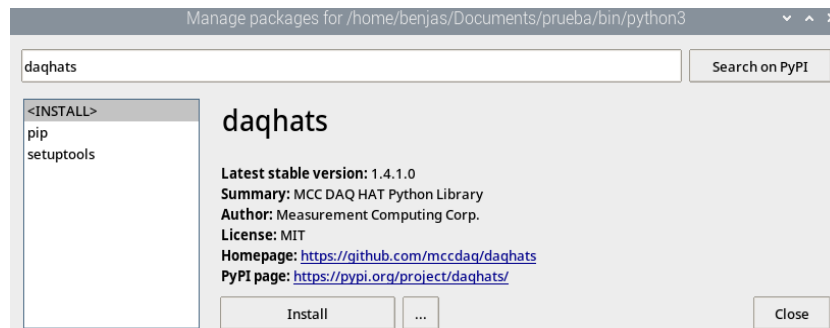 Manage packages for /home/benjas/Documents/prueba/bin/python3
daqhats
Search on PyPI
<INSTALL>
pip
setuptools
daqhats
Latest stable version: 1.4.1.0
Summary: MCC DAQ HAT Python Library
Author: Measurement Computing Corp.
License: MIT
Homepage: https://github.com/mccdaq/daqhats
PyPI page: https://pypi.org/project/daqhats/
Install
...
Close